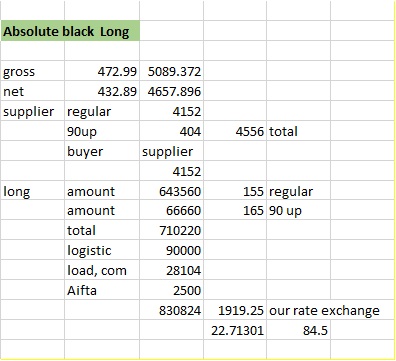 Absolute black Long
gross 472.99 5089.372
net 432.89 4657.896
supplier regular 4152
90up 404 4556 total
buyer supplier
4152
long amount 643560 155 regular
amount 66660 165 90 up
total 710220
logistic 90000
load, com 28104
Aifta 2500
830824 1919.25 our rate exchange
22.71301 84.5